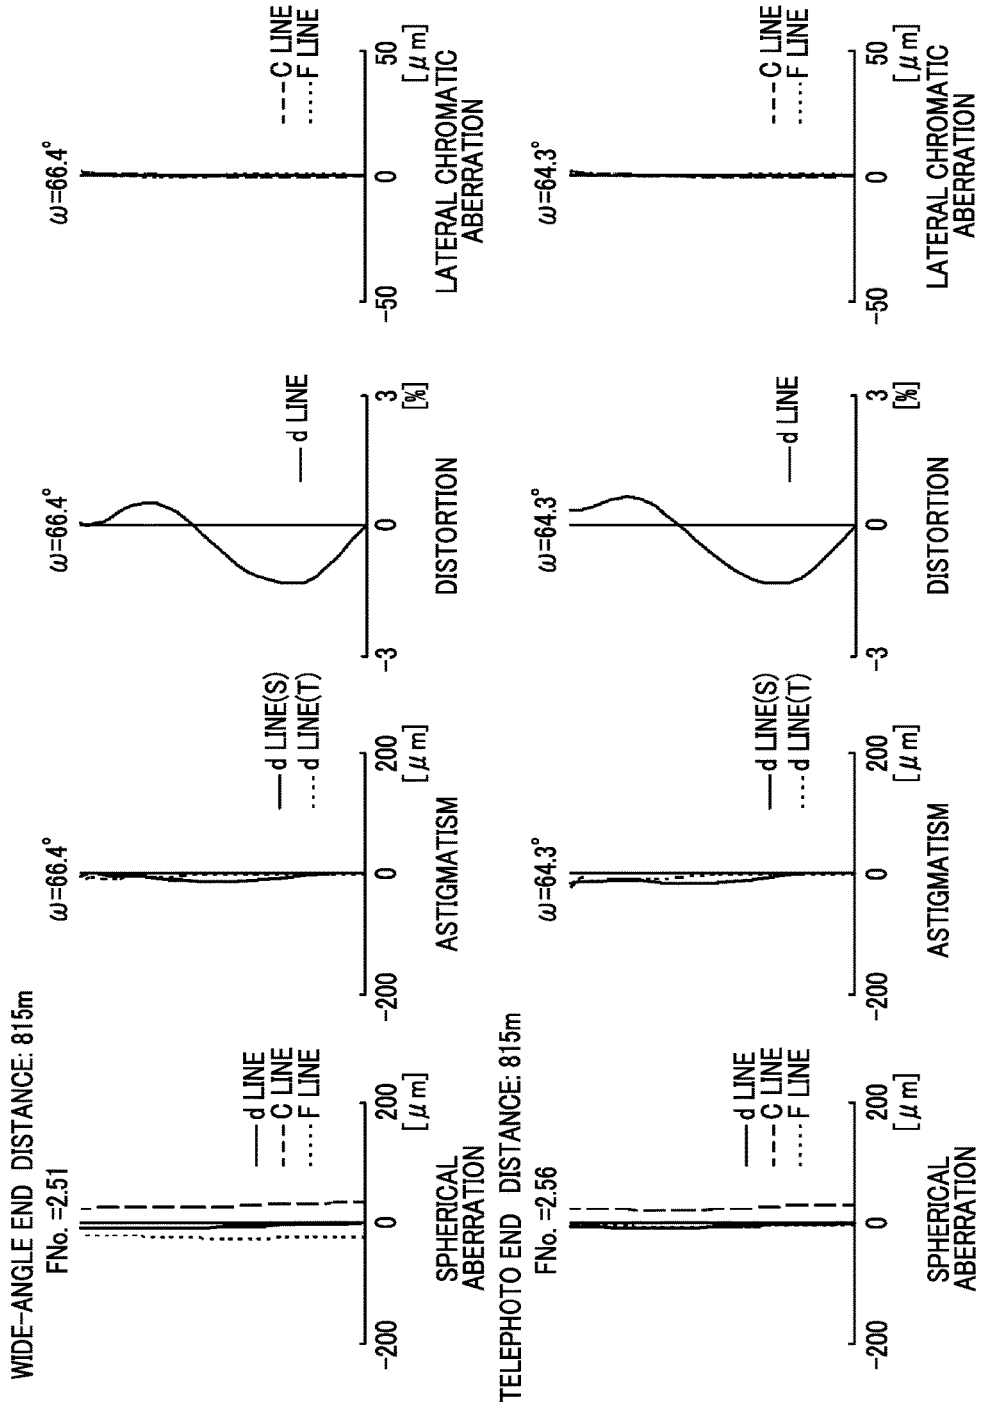 WIDE-ANGLE END  DISTANCE: 815m
FNo. =2.51
d LINE
C LINE
F LINE
-200
0
200
[μm]
SPHERICAL
ABERRATION
ω=66.4°
d LINE(S)
d LINE(T)
-200
0
200
[μm]
ASTIGMATISM
ω=66.4°
d LINE
-3
0
3
[%]
DISTORTION
ω=66.4°
C LINE
F LINE
-50
0
50
[μm]
LATERAL CHROMATIC
ABERRATION
TELEPHOTO END  DISTANCE: 815m
FNo. =2.56
d LINE
C LINE
F LINE
-200
0
200
[μm]
SPHERICAL
ABERRATION
ω=64.3°
d LINE(S)
d LINE(T)
-200
0
200
[μm]
ASTIGMATISM
ω=64.3°
d LINE
-3
0
3
[%]
DISTORTION
ω=64.3°
C LINE
F LINE
-50
0
50
[μm]
LATERAL CHROMATIC
ABERRATION